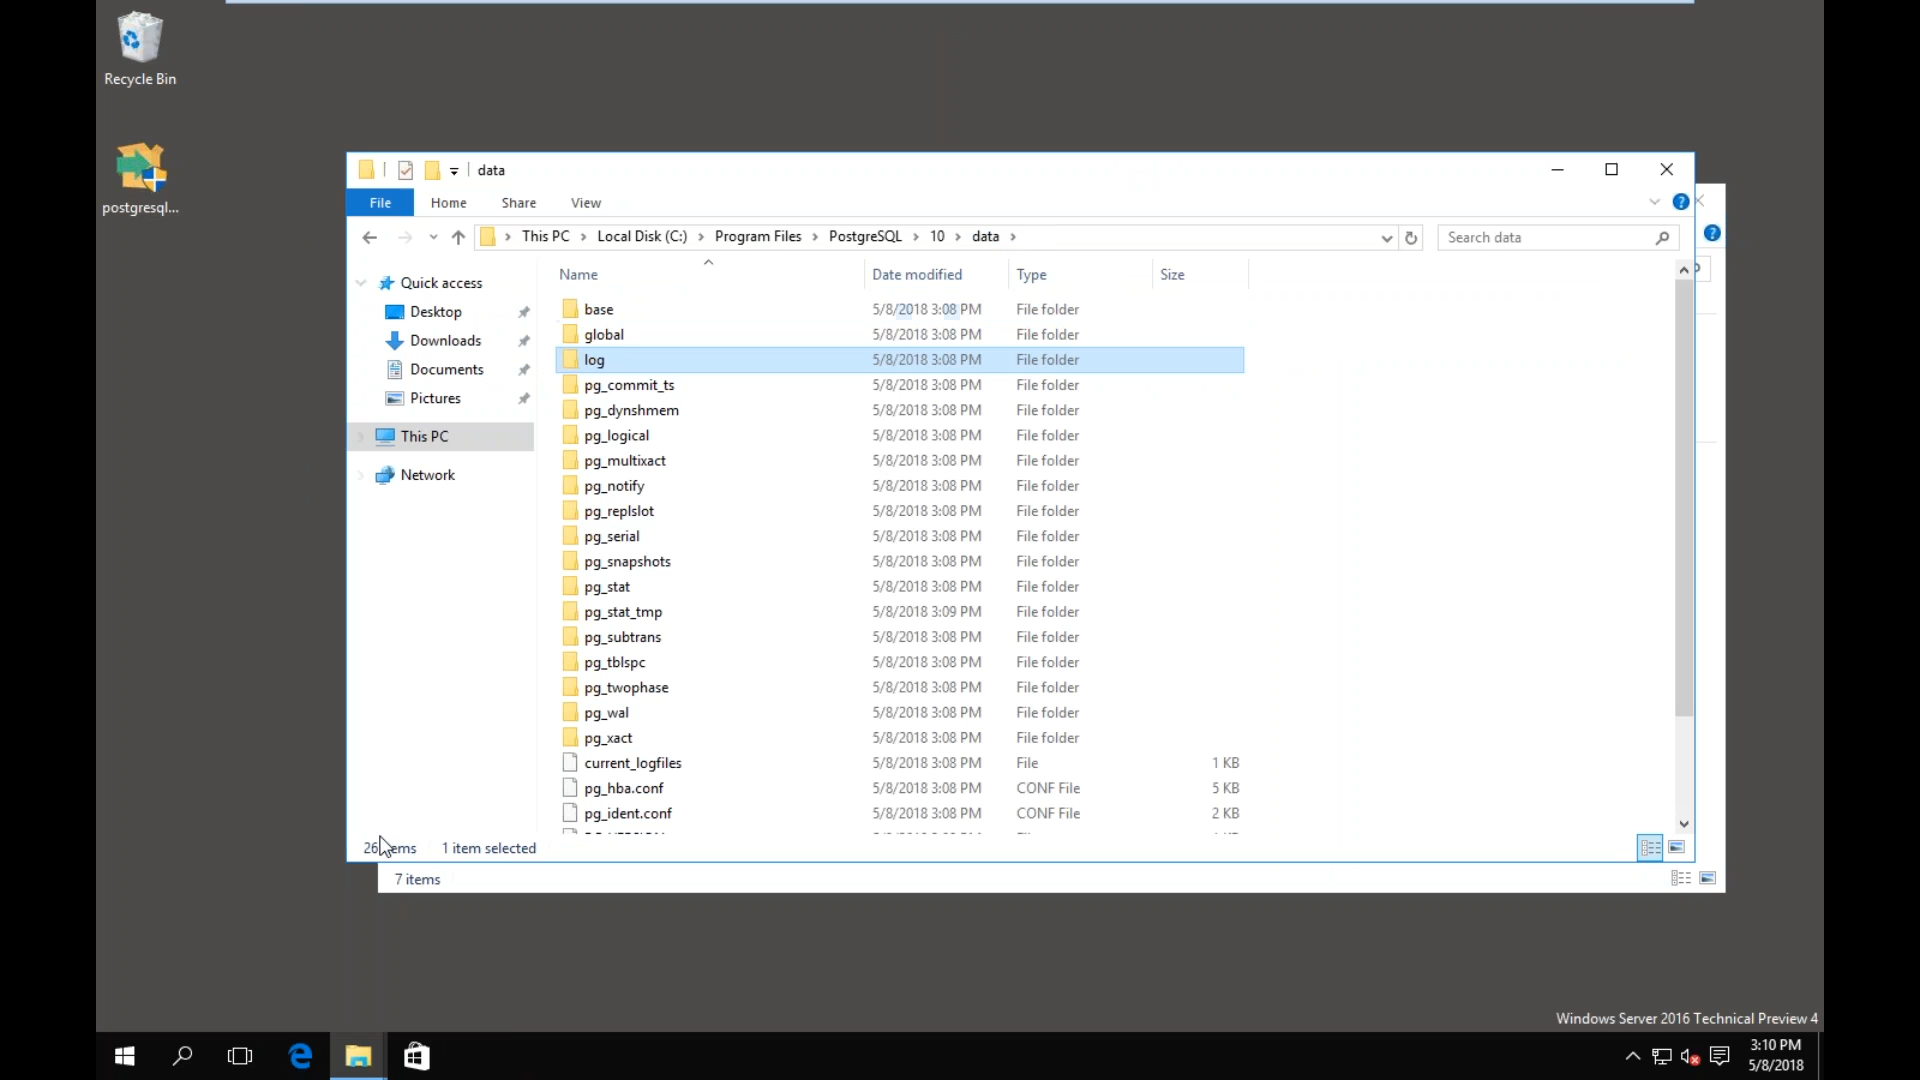 Recycle Bin
postgresql...
data
File Home Share View
This PC Local Disk (C:) Program Files PostgreSQL 10 data
Search data
Name Date modified Type Size
Quick access
Desktop
Downloads
Documents
Pictures
This PC
Network
base 5/8/2018 3:08 PM File folder
global 5/8/2018 3:08 PM File folder
log 5/8/2018 3:08 PM File folder
pg_commit_ts 5/8/2018 3:08 PM File folder
pg_dynshmem 5/8/2018 3:08 PM File folder
pg_logical 5/8/2018 3:08 PM File folder
pg_multixact 5/8/2018 3:08 PM File folder
pg_notify 5/8/2018 3:08 PM File folder
pg_replslot 5/8/2018 3:08 PM File folder
pg_serial 5/8/2018 3:08 PM File folder
pg_snapshots 5/8/2018 3:08 PM File folder
pg_stat 5/8/2018 3:08 PM File folder
pg_stat_tmp 5/8/2018 3:09 PM File folder
pg_subtrans 5/8/2018 3:08 PM File folder
pg_tblspc 5/8/2018 3:08 PM File folder
pg_twophase 5/8/2018 3:08 PM File folder
pg_wal 5/8/2018 3:08 PM File folder
pg_xact 5/8/2018 3:08 PM File folder
current_logfiles 5/8/2018 3:08 PM File 1 KB
pg_hba.conf 5/8/2018 3:08 PM CONF File 5 KB
pg_ident.conf 5/8/2018 3:08 PM CONF File 2 KB
26 items 1 item selected
7 items
Windows Server 2016 Technical Preview 4
3:10 PM
5/8/2018